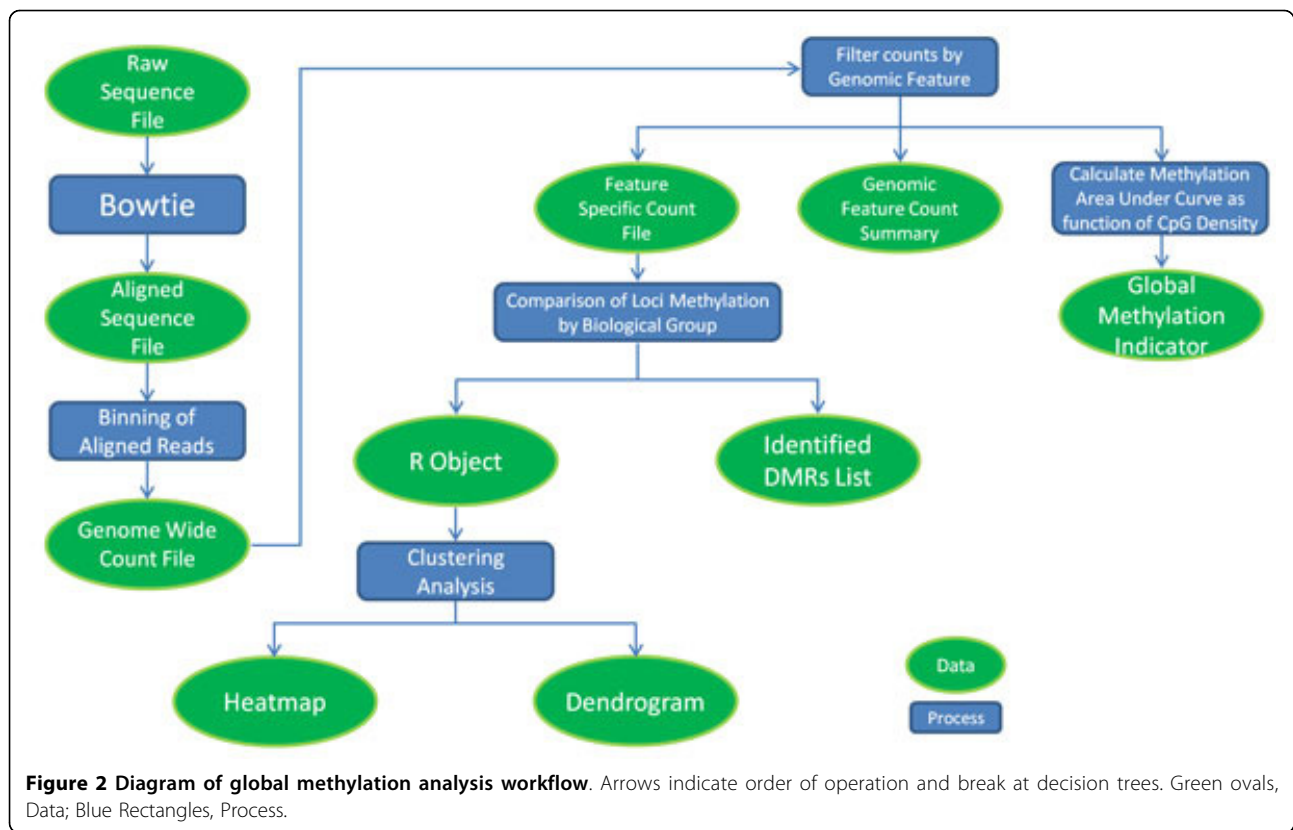 Raw
Sequence
File
Bowtie
Aligned
Sequence
File
Binning of
Aligned Reads
Genome Wide
Count File
Filter counts by
Genomic Feature
Feature
Specific Count
File
Genomic
Feature Count
Summary
Calculate Methylation
Area Under Curve as
function of CpG Density
Comparison of Loci Methylation
by Biological Group
Global
Methylation
Indicator
R Object
Identified
DMRs List
Clustering
Analysis
Heatmap
Dendrogram
Data
Process
Figure 2 Diagram of global methylation analysis workflow. Arrows indicate order of operation and break at decision trees. Green ovals,
Data; Blue Rectangles, Process.